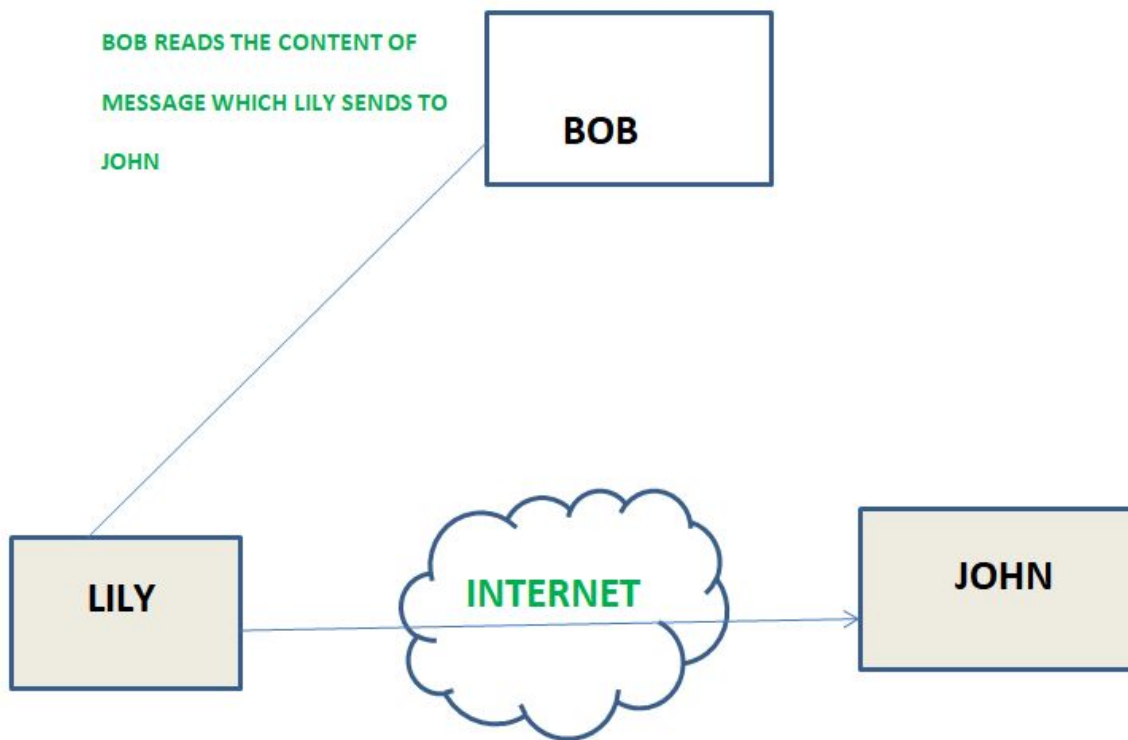 BOB READS THE CONTENT OF
MESSAGE WHICH LILY SENDS TO
JOHN
BOB
LILY
INTERNET
JOHN